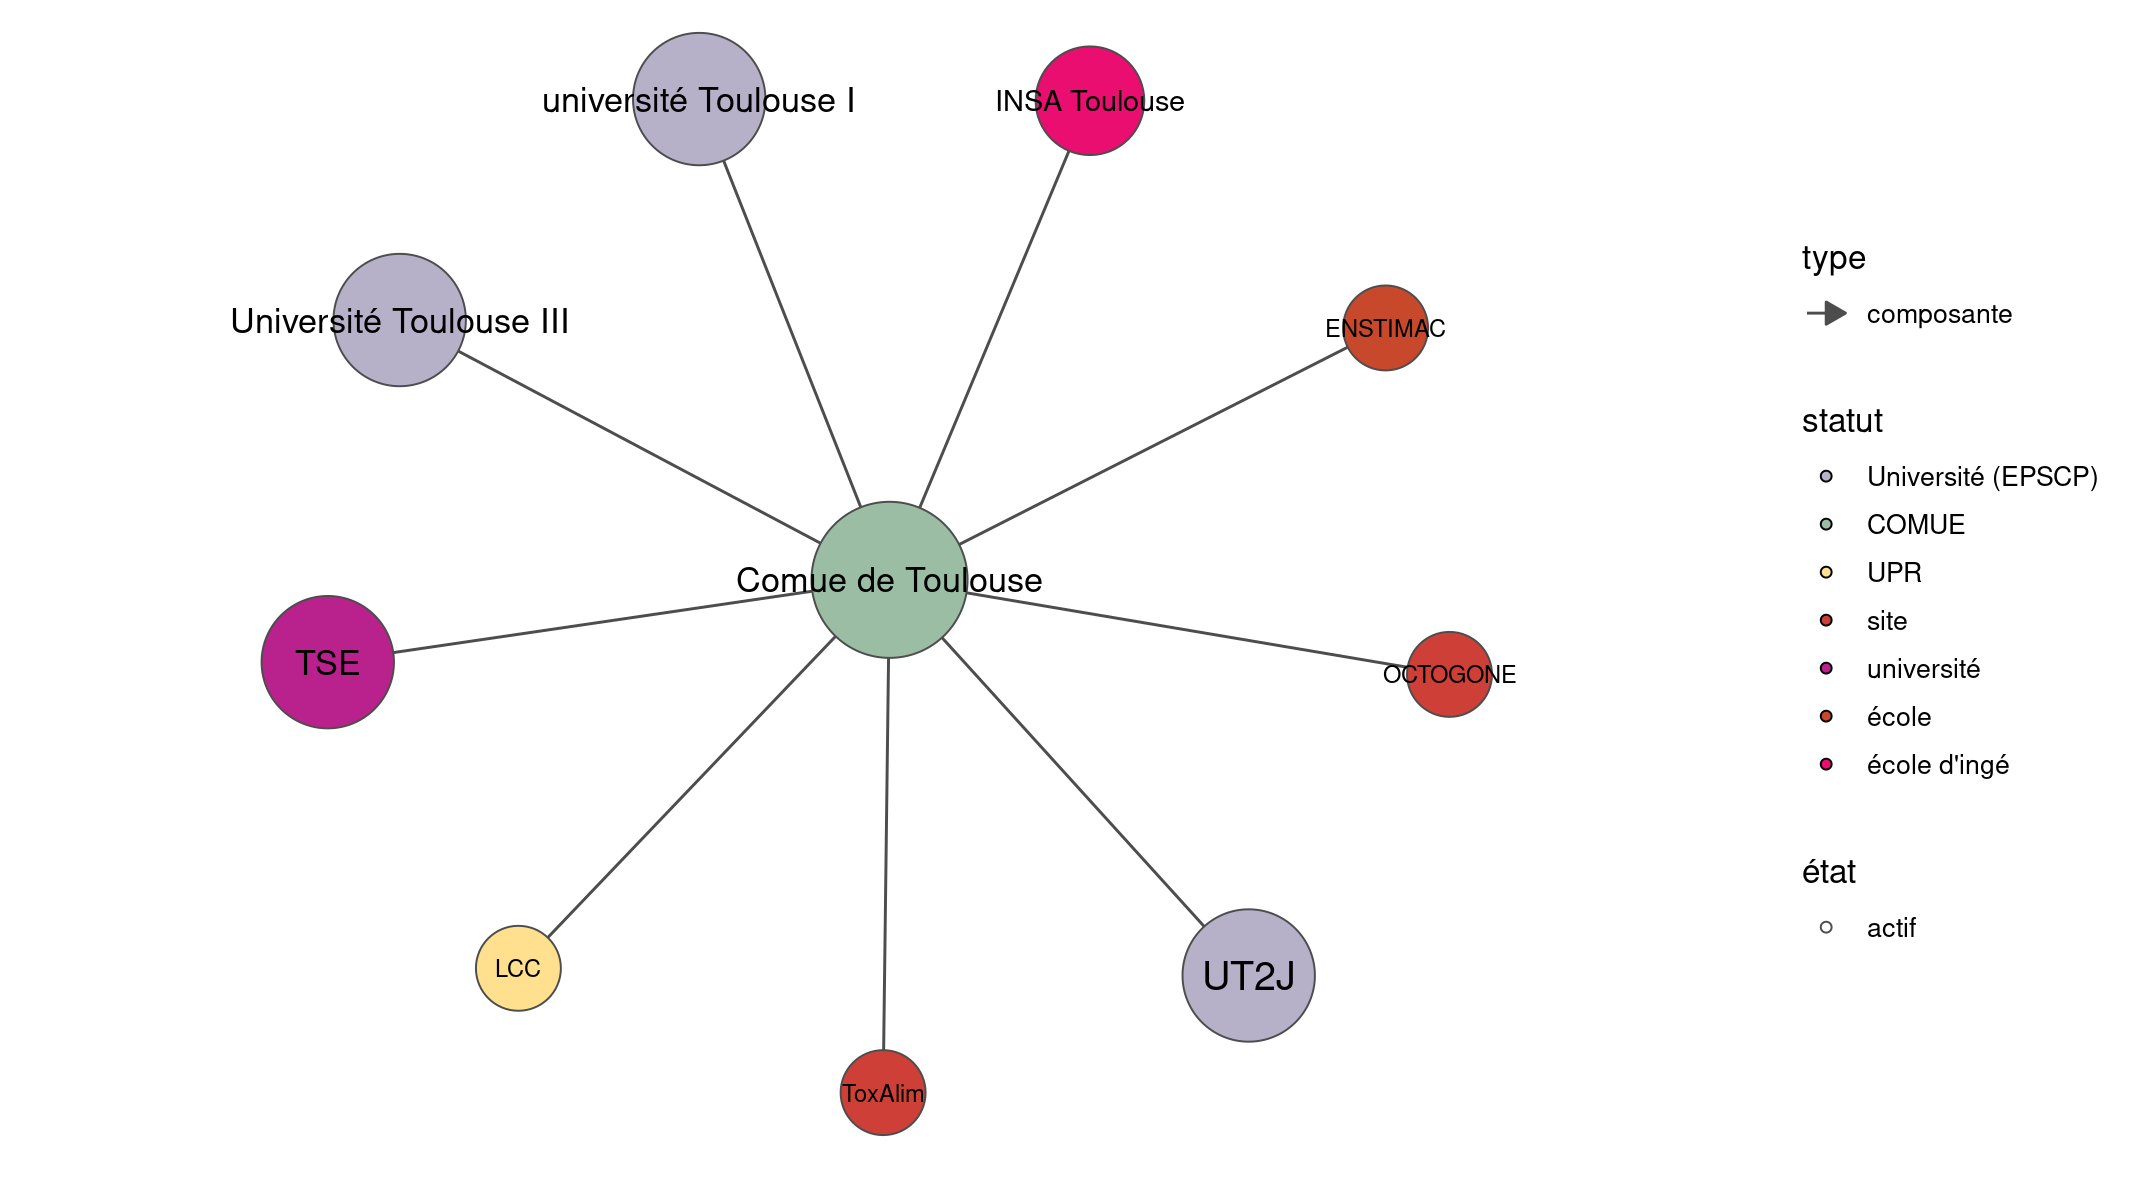 université Toulouse I
INSA Toulouse
Université Toulouse III
ENSTIMAC
Comue de Toulouse
TSE
OCTOGONE
LCC
UT2J
ToxAlim
type
composante
statut
Université (EPSCP)
COMUE
UPR
site
université
école
école d'ingé
état
actif